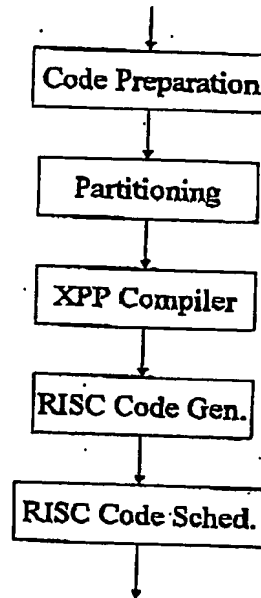 Code Preparation
Partitioning
XPP Compiler
RISC Code Gen.
RISC Code Sched.